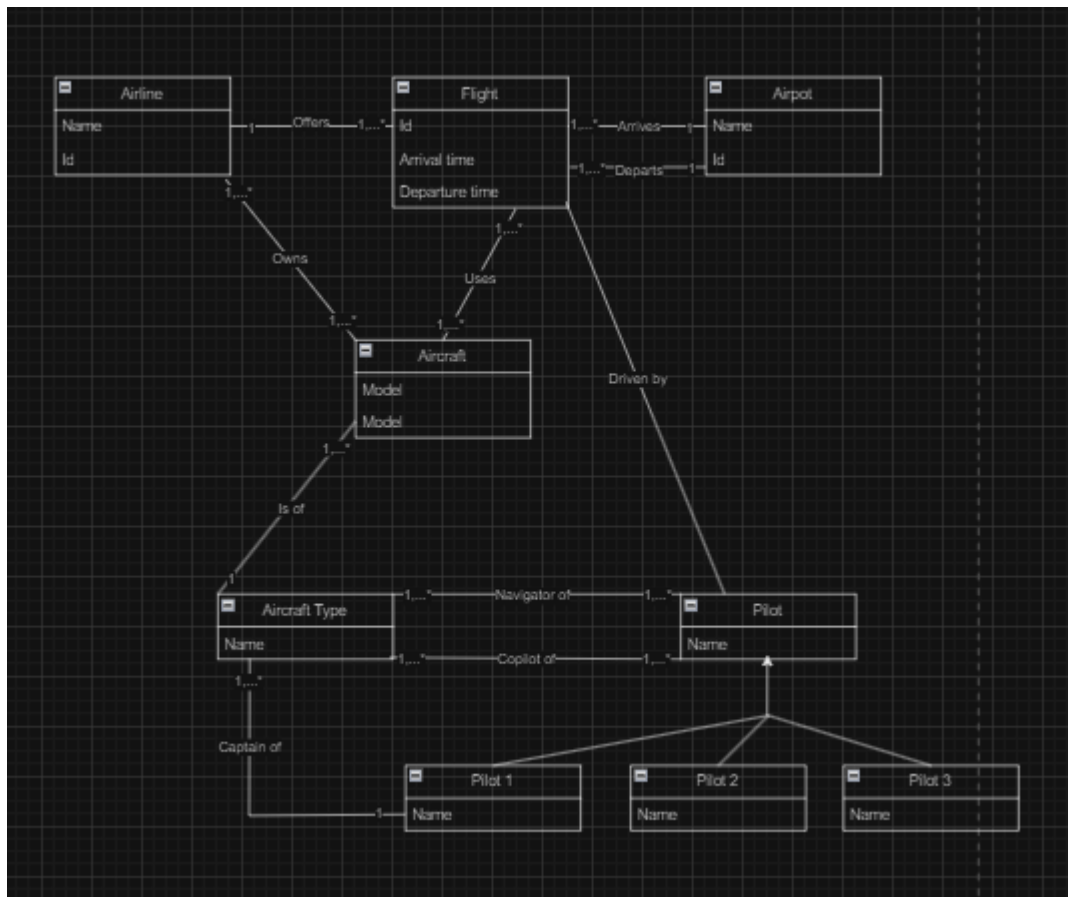 Airline
Name
Id
1
Offers
1,...*
Flight
Id
Arrival time
Departure time
1,...*
Arrives
1
1,...*
Departs
1
Airpot
Name
Id
1,...*
Owns
1,...*
1,...*
Uses
1,...*
Aircraft
Model
Model
Driven by
1,...*
Is of
1
Aircraft Type
Name
1,...*
Navigator of
1,...*
1,...*
Copilot of
1,...*
Pilot
Name
1,...*
Captain of
1
Pilot 1
Name
Pilot 2
Name
Pilot 3
Name